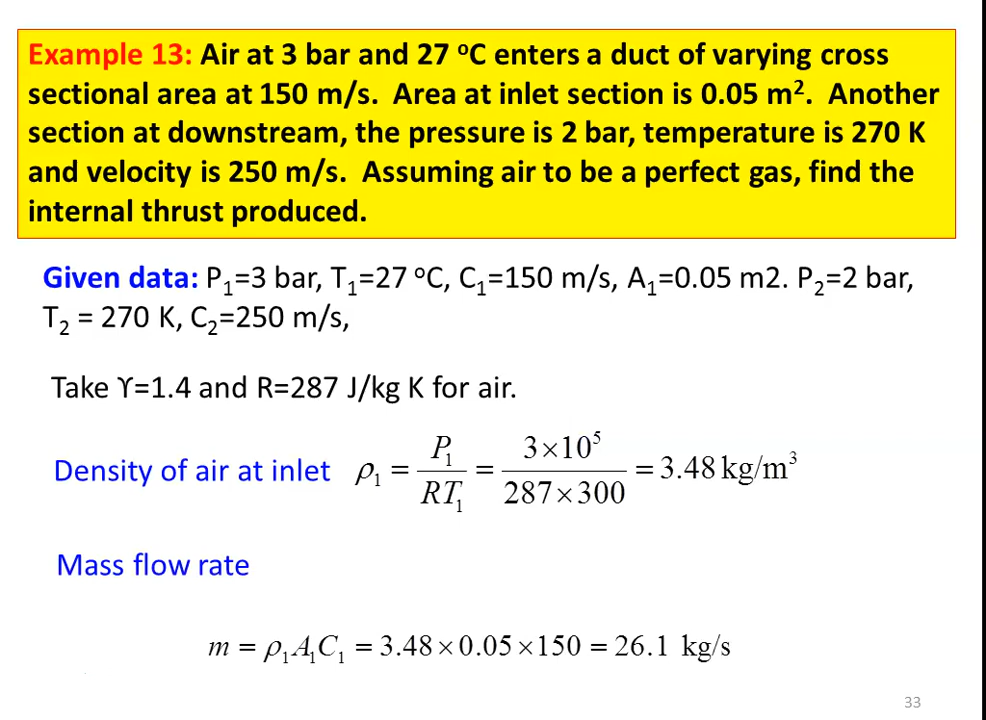 Example 13: Air at 3 bar and 27 ᵒC enters a duct of varying cross
sectional area at 150 m/s.  Area at inlet section is 0.05 m².  Another
section at downstream, the pressure is 2 bar, temperature is 270 K
and velocity is 250 m/s.  Assuming air to be a perfect gas, find the
internal thrust produced.
Given data: P₁=3 bar, T₁=27 ᵒC, C₁=150 m/s, A₁=0.05 m2. P₂=2 bar,
T₂ = 270 K, C₂=250 m/s,
Take ϒ=1.4 and R=287 J/kg K for air.
Density of air at inlet ρ₁ = P₁/RT₁ = 3×10⁵/287×300 = 3.48 kg/m³
Mass flow rate
m = ρ₁A₁C₁ = 3.48×0.05×150 = 26.1 kg/s
33